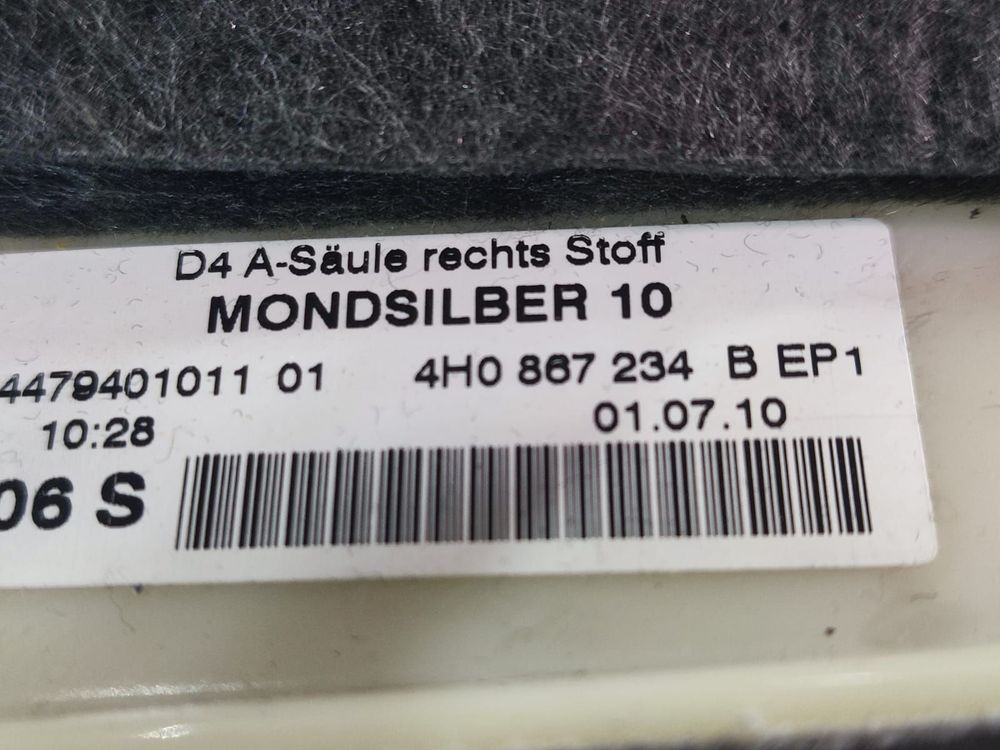 D4 A-Säule rechts Stoff
MONDSILBER 10
4479401011 01 4H0 867 234 B EP1
10:28 01.07.10
06 S